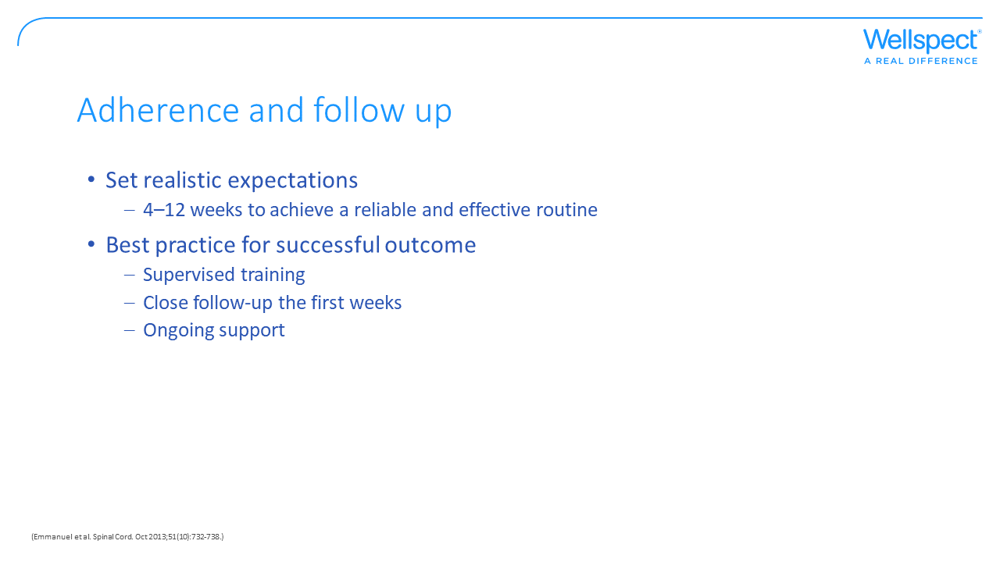 Wellspect®
A REAL DIFFERENCE
Adherence and follow up
• Set realistic expectations
– 4–12 weeks to achieve a reliable and effective routine
• Best practice for successful outcome
– Supervised training
– Close follow-up the first weeks
– Ongoing support
(Emmanuel et al. Spinal Cord. Oct 2013;51(10):732-738.)